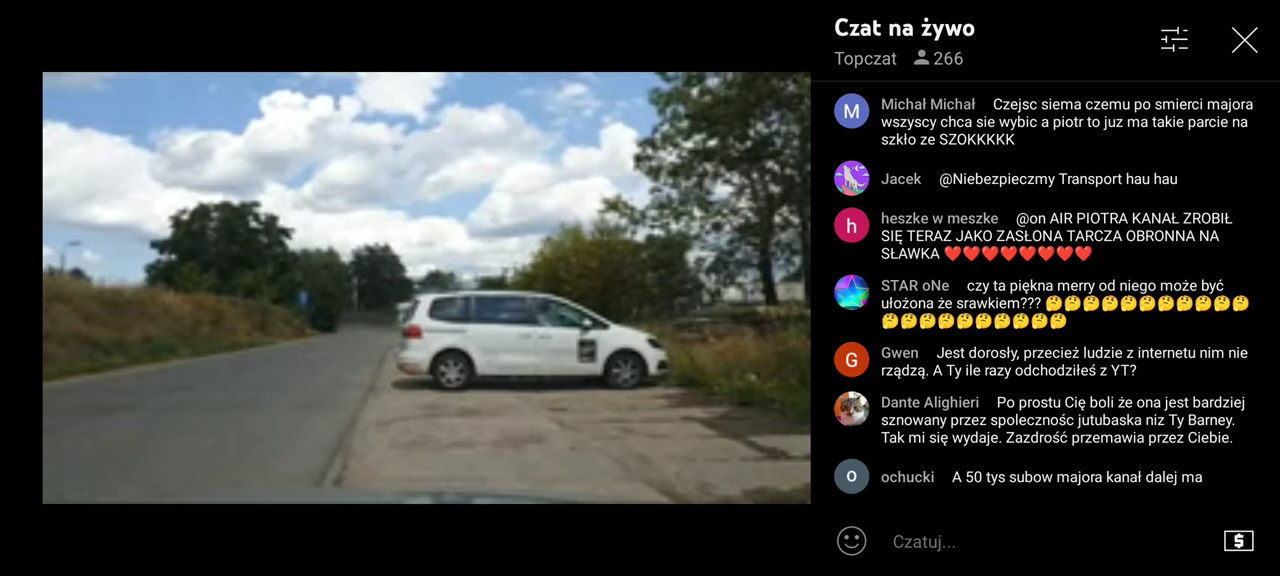 Czat na żywo
Topczat 266
M Michał Michał Czejsc siema czemu po smierci majora
wszyscy chca sie wybic a piotr to juz ma takie parcie na
szkło ze SZOKKKKK
Jacek @Niebezpieczmy Transport hau hau
h heszke w meszke @on AIR PIOTRA KANAŁ ZROBIŁ
SIĘ TERAZ JAKO ZASŁONA TARCZA OBRONNA NA
SŁAWKA ❤️❤️❤️❤️❤️❤️❤️❤️
STAR oNe czy ta piękna merry od niego może być
ułożona że srawkiem??? 🤔🤔🤔🤔🤔🤔🤔🤔🤔🤔🤔
🤔🤔🤔🤔🤔🤔🤔🤔🤔🤔
G Gwen Jest dorosły, przecież ludzie z internetu nim nie
rządzą. A Ty ile razy odchodziłeś z YT?
Dante Alighieri Po prostu Cię boli że ona jest bardziej
sznowany przez spolecznośc jutubaska niz Ty Barney.
Tak mi się wydaje. Zazdrość przemawia przez Ciebie.
o ochucki A 50 tys subow majora kanał dalej ma
Czatuj... $